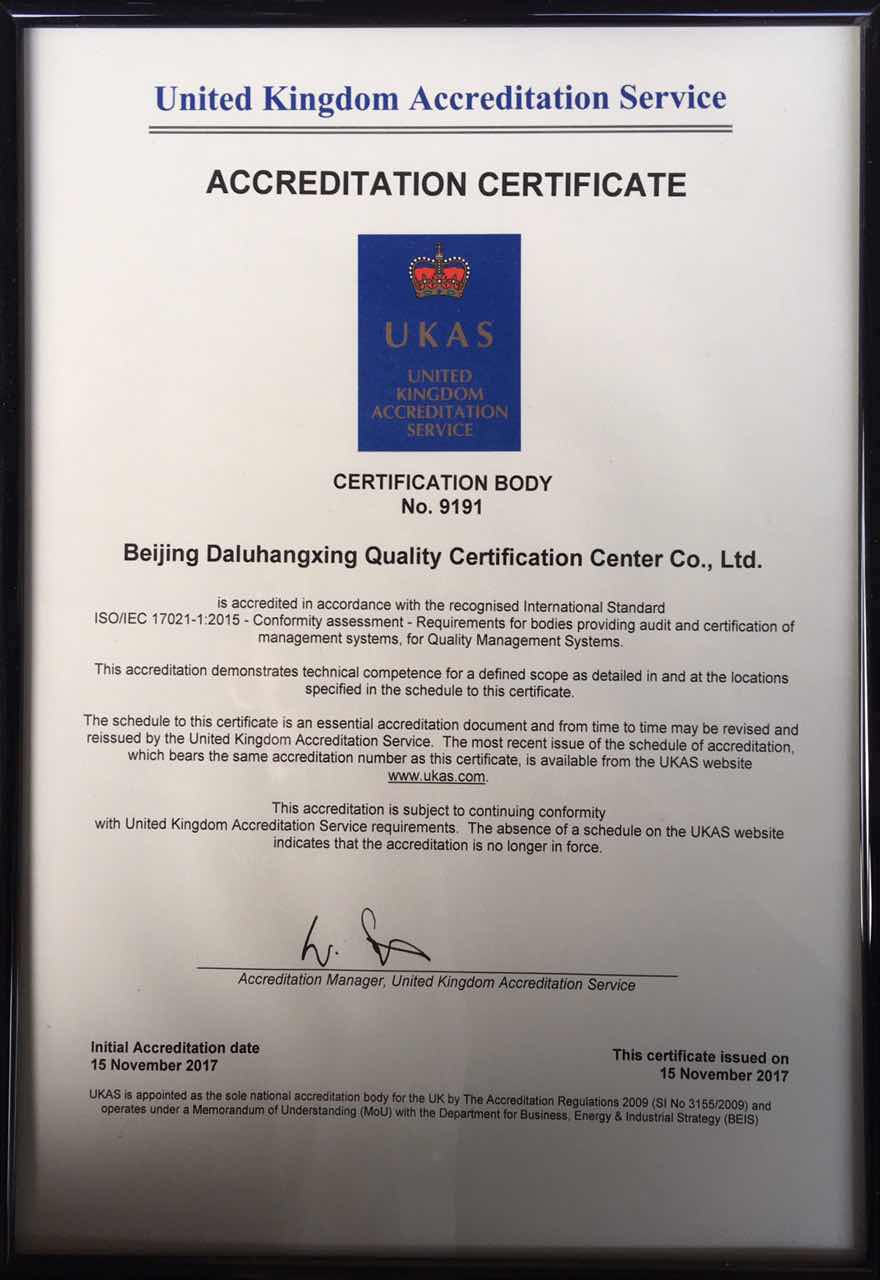 United Kingdom Accreditation Service
ACCREDITATION CERTIFICATE
UKAS
UNITED
KINGDOM
ACCREDITATION
SERVICE
CERTIFICATION BODY
No. 9191
Beijing Daluhangxing Quality Certification Center Co., Ltd.
is accredited in accordance with the recognised International Standard
ISO/IEC 17021-1:2015 - Conformity assessment - Requirements for bodies providing audit and certification of
management systems, for Quality Management Systems.
This accreditation demonstrates technical competence for a defined scope as detailed in and at the locations
specified in the schedule to this certificate.
The schedule to this certificate is an essential accreditation document and from time to time may be revised and
reissued by the United Kingdom Accreditation Service. The most recent issue of the schedule of accreditation,
which bears the same accreditation number as this certificate, is available from the UKAS website
www.ukas.com.
This accreditation is subject to continuing conformity
with United Kingdom Accreditation Service requirements. The absence of a schedule on the UKAS website
indicates that the accreditation is no longer in force.
Accreditation Manager, United Kingdom Accreditation Service
Initial Accreditation date
15 November 2017
This certificate issued on
15 November 2017
UKAS is appointed as the sole national accreditation body for the UK by The Accreditation Regulations 2009 (SI No 3155/2009) and
operates under a Memorandum of Understanding (MoU) with the Department for Business, Energy & Industrial Strategy (BEIS)